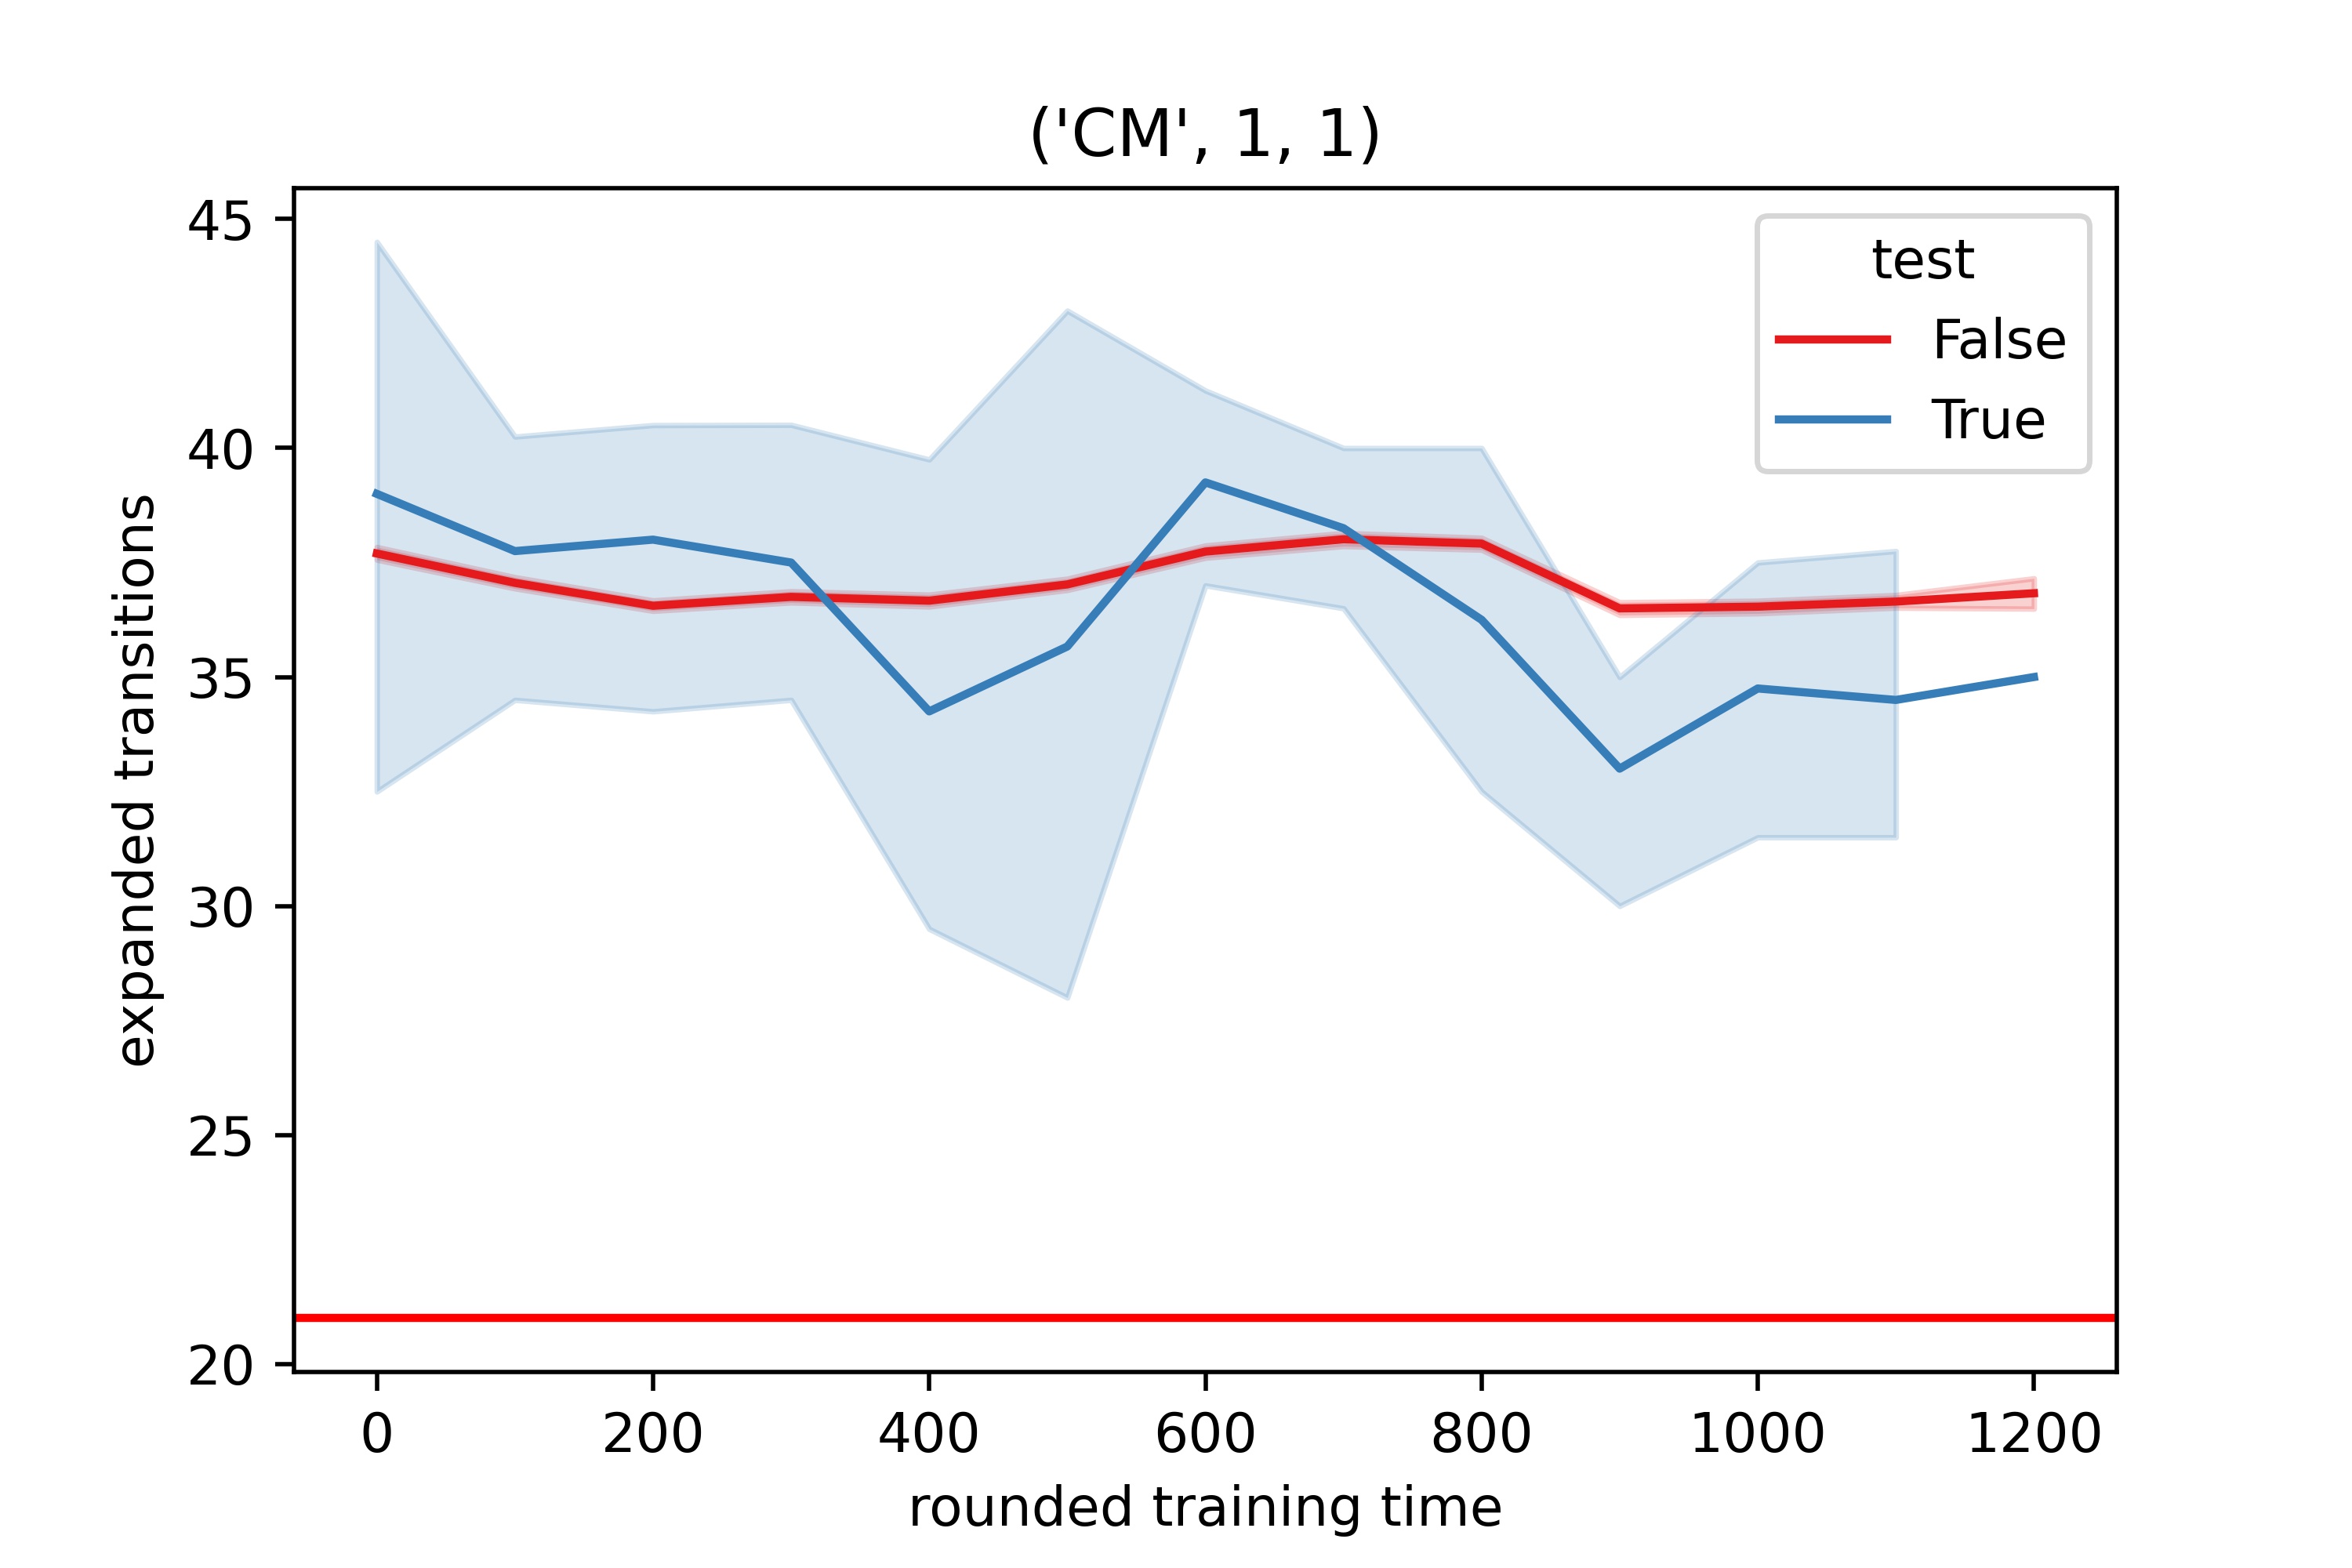 ('CM', 1, 1)
45
40
35
30
25
20
expanded transitions
test
False
True
0 200 400 600 800 1000 1200
rounded training time